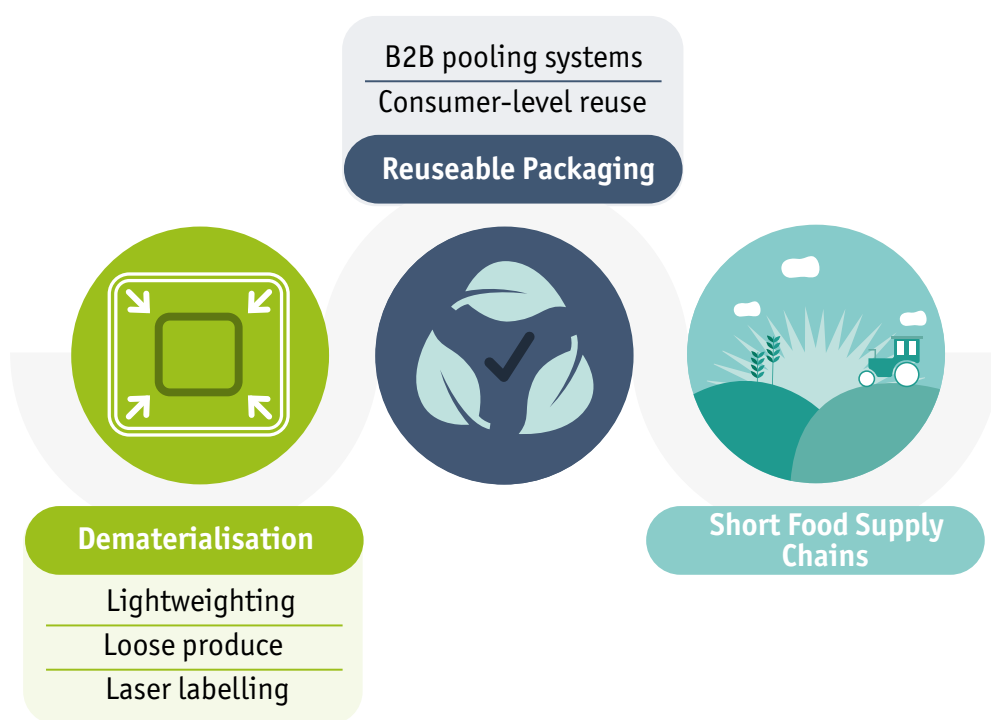 B2B pooling systems
Consumer-level reuse
Reuseable Packaging
Dematerialisation
Lightweighting
Loose produce
Laser labelling
Short Food Supply
Chains